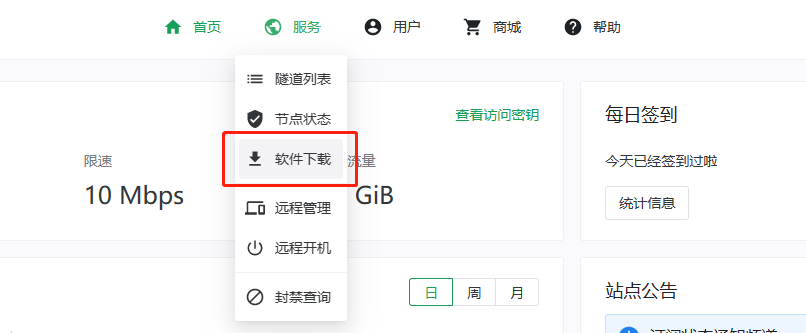 首页
服务
用户
商城
帮助
隧道列表
节点状态
软件下载
远程管理
远程开机
封禁查询
查看访问密钥
限速
10 Mbps
流量
GiB
日
周
月
每日签到
今天已经签到过啦
统计信息
站点公告